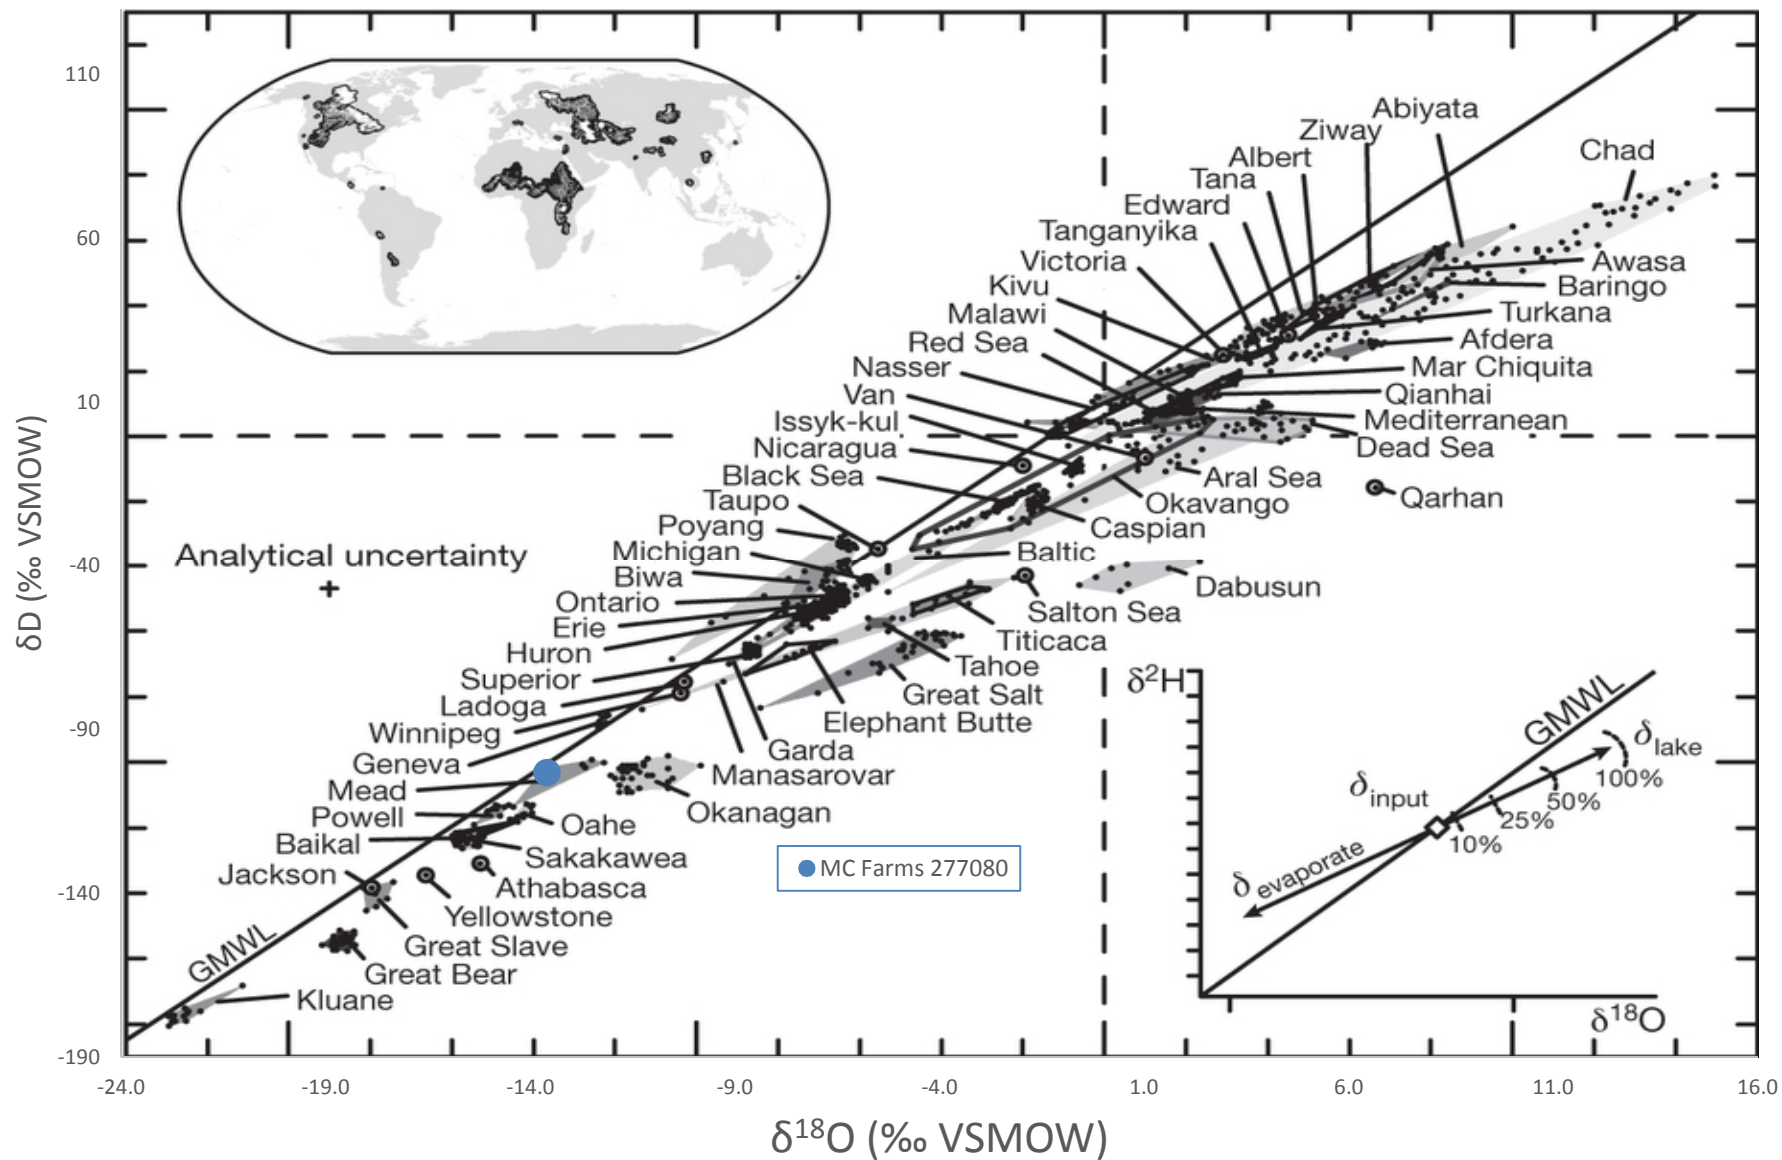 110
60
10
-40
-90
-140
-190
δD (‰ VSMOW)
-24.0
-19.0
-14.0
-9.0
-4.0
1.0
6.0
11.0
16.0
δ18O (‰ VSMOW)
Abiyata
Ziway
Chad
Albert
Tana
Edward
Tanganyika
Victoria
Kivu
Malawi
Red Sea
Nasser
Van
Issyk-kul
Nicaragua
Black Sea
Taupo
Poyang
Michigan
Biwa
Ontario
Erie
Huron
Superior
Ladoga
Winnipeg
Geneva
Mead
Powell
Baikal
Jackson
Awasa
Baringo
Turkana
Afdera
Mar Chiquita
Qianhai
Mediterranean
Dead Sea
Aral Sea
Okavango
Qarhan
Caspian
Baltic
Dabusun
Salton Sea
Titicaca
Tahoe
Great Salt
Elephant Butte
Garda
Manasarovar
Okanagan
Oahe
Sakakawea
Athabasca
Yellowstone
Great Slave
Great Bear
Kluane
GMWL
Analytical uncertainty
MC Farms 277080
δ2H
GMWL
δlake
100%
50%
25%
10%
δinput
δevaporate
δ18O